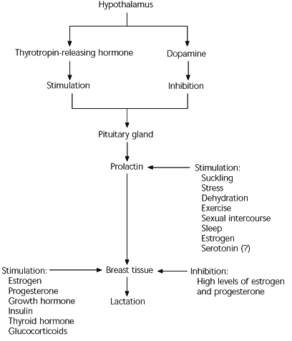 Hypothalamus
Thyrotropin-releasing hormone
Dopamine
Stimulation
Inhibition
Pituitary gland
Prolactin
Stimulation:
Suckling
Stress
Dehydration
Exercise
Sexual intercourse
Sleep
Estrogen
Serotonin (?)
Stimulation:
Estrogen
Progesterone
Growth hormone
Insulin
Thyroid hormone
Glucocorticoids
Breast tissue
Lactation
Inhibition:
High levels of estrogen
and progesterone